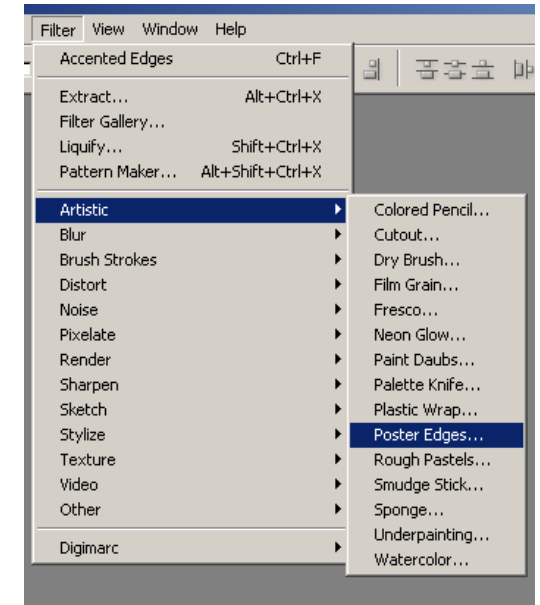 Filter View Window Help
Accented Edges Ctrl+F
Extract... Alt+Ctrl+X
Filter Gallery...
Liquify... Shift+Ctrl+X
Pattern Maker... Alt+Shift+Ctrl+X
Artistic
Blur
Brush Strokes
Distort
Noise
Pixelate
Render
Sharpen
Sketch
Stylize
Texture
Video
Other
Digimarc
Colored Pencil...
Cutout...
Dry Brush...
Film Grain...
Fresco...
Neon Glow...
Paint Daubs...
Palette Knife...
Plastic Wrap...
Poster Edges...
Rough Pastels...
Smudge Stick...
Sponge...
Underpainting...
Watercolor...